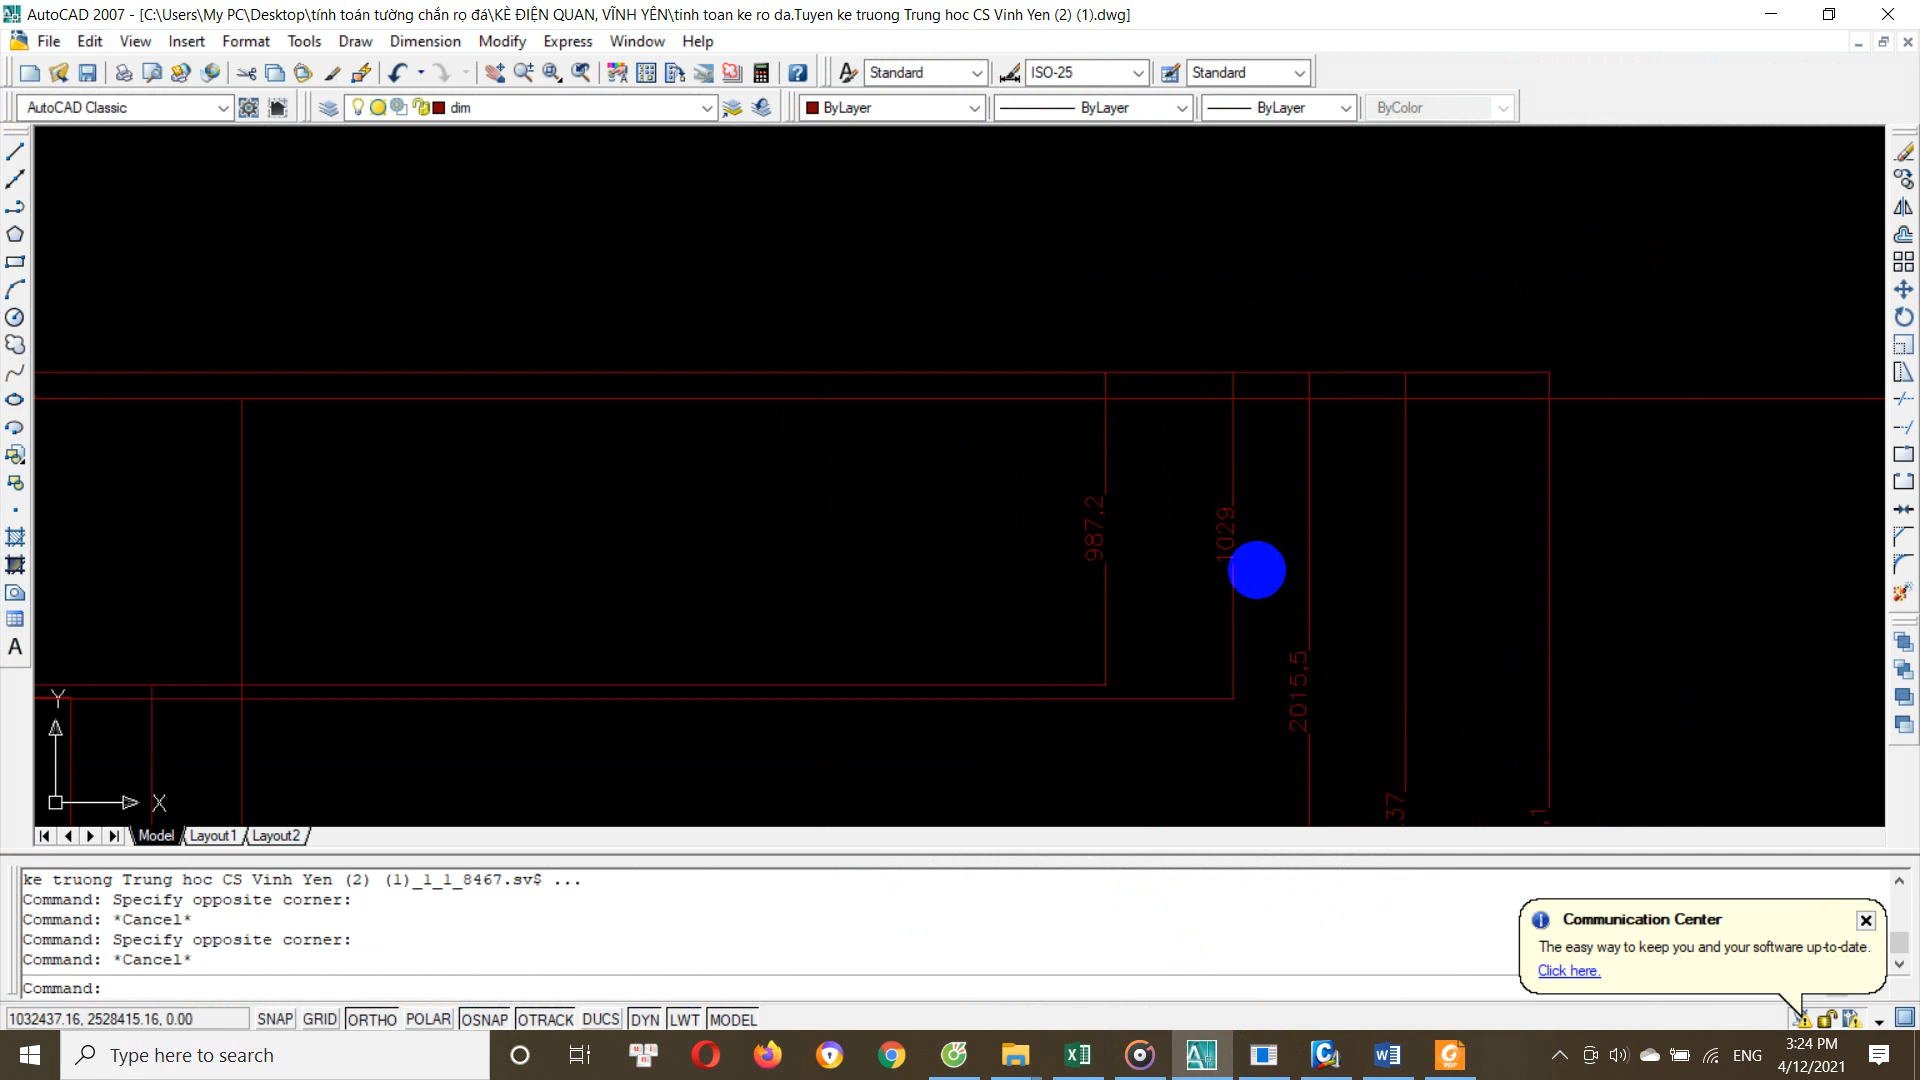 AutoCAD 2007 - [C:\Users\My PC\Desktop\tính toán tường chắn rọ đá\KÈ ĐIỆN QUAN, VĨNH YÊN\tinh toan ke ro da.Tuyen ke truong Trung hoc CS Vinh Yen (2) (1).dwg]
File Edit View Insert Format Tools Draw Dimension Modify Express Window Help
Standard ISO-25 Standard
AutoCAD Classic dim ByLayer ByLayer ByLayer ByColor
987,2
1029
2015,5
37
,1
Y
X
Model Layout1 Layout2
ke truong Trung hoc CS Vinh Yen (2) (1)_1_1_8467.sv$ ...
Command: Specify opposite corner:
Command: *Cancel*
Command: Specify opposite corner:
Command: *Cancel*
Command:
Communication Center
The easy way to keep you and your software up-to-date.
Click here.
1032437.16, 2528415.16, 0.00 SNAP GRID ORTHO POLAR OSNAP OTRACK DUCS DYN LWT MODEL
Type here to search
ENG
3:24 PM
4/12/2021